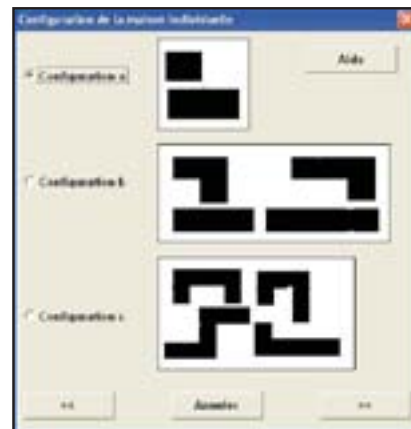 Configuration de la maison individuelle
Aide
Configuration a
Configuration b
Configuration c
<<
Annuler
>>